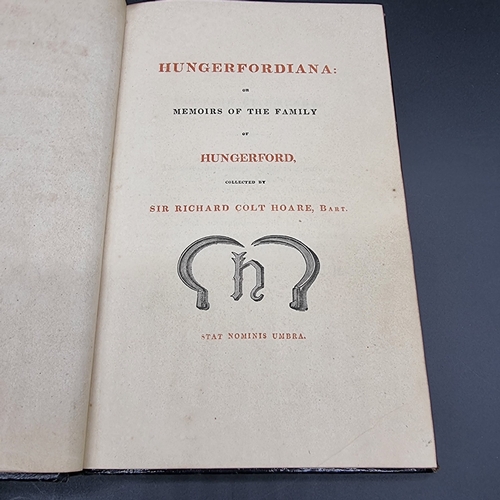 HUNGERFORDIANA:
OR
MEMOIRS OF THE FAMILY
OF
HUNGERFORD,
COLLECTED BY
SIR RICHARD COLT HOARE, BART.
h
STAT NOMINIS UMBRA.